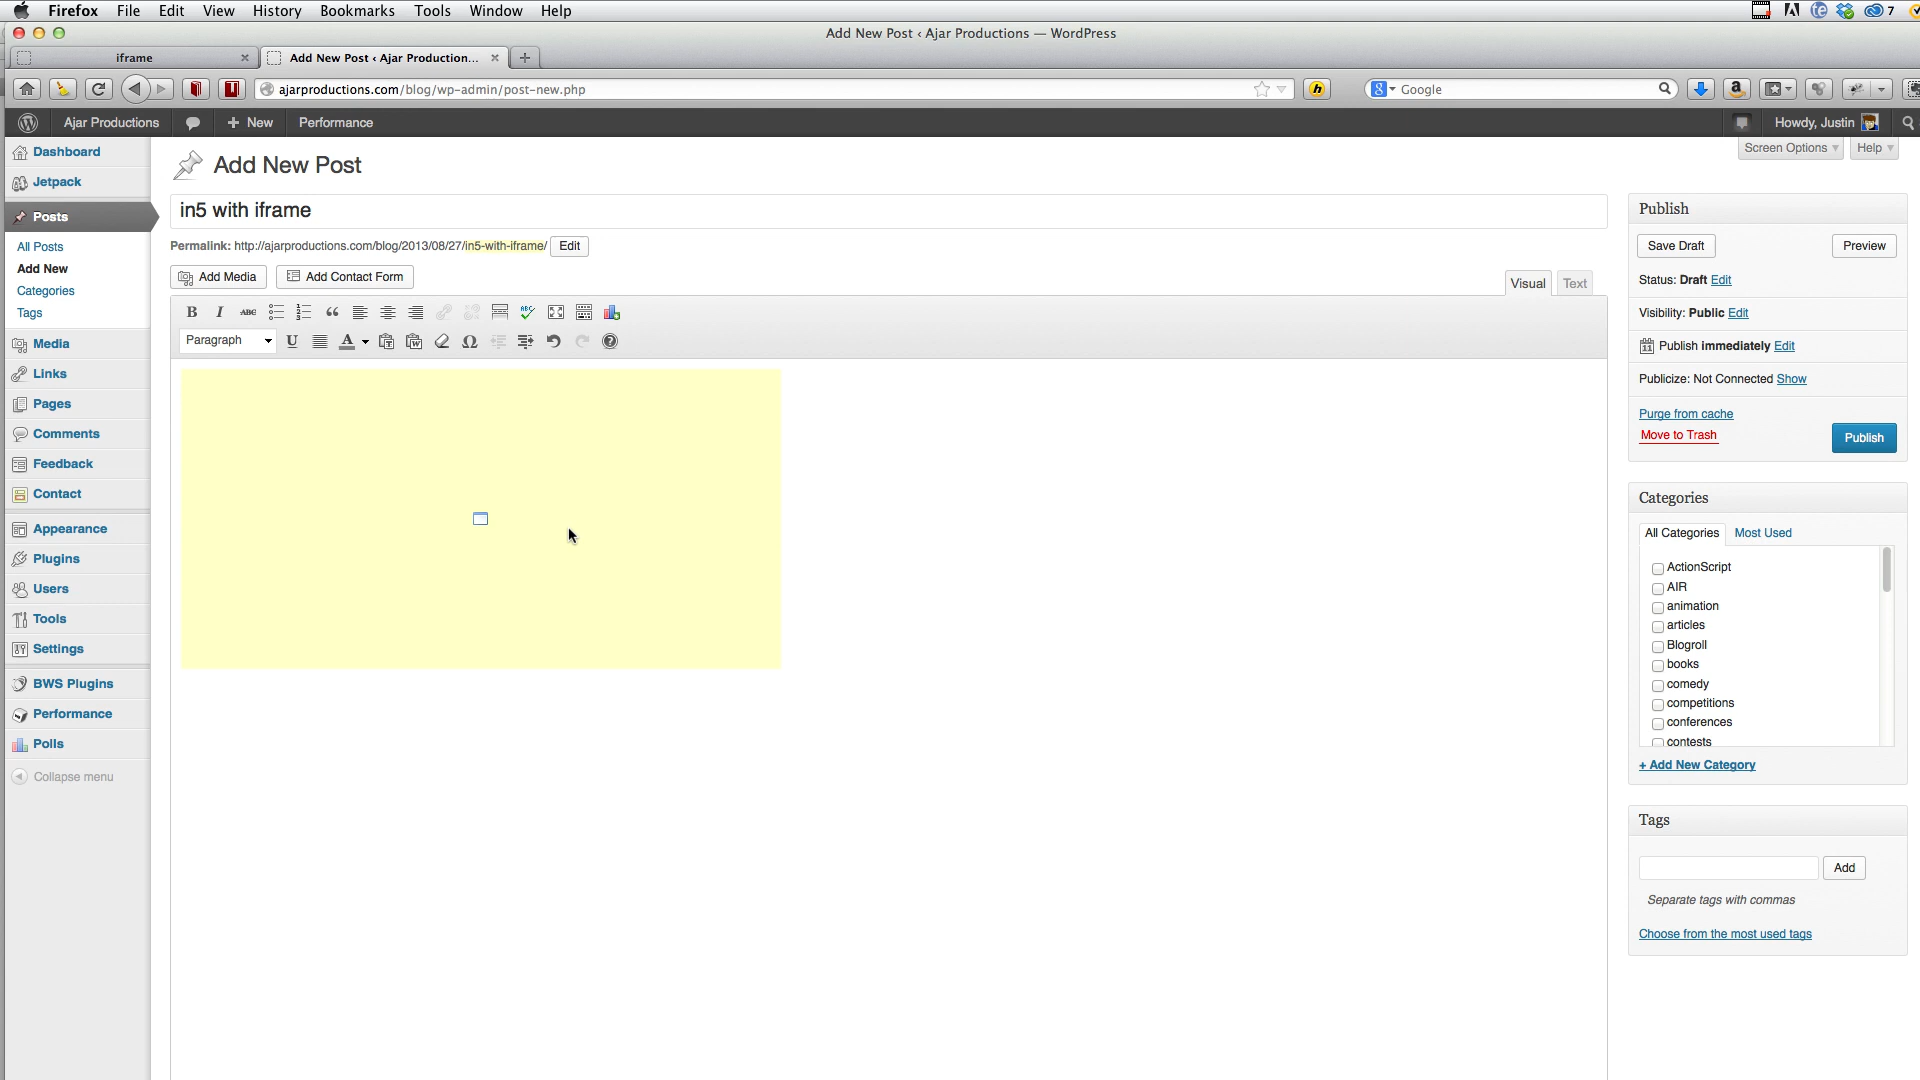 Firefox File Edit View History Bookmarks Tools Window Help 7
Add New Post ‹ Ajar Productions — WordPress
iframe
Add New Post ‹ Ajar Production...
ajarproductions.com/blog/wp-admin/post-new.php
Google
Ajar Productions
New
Performance
Howdy, Justin
Dashboard
Jetpack
Posts
All Posts
Add New
Categories
Tags
Media
Links
Pages
Comments
Feedback
Contact
Appearance
Plugins
Users
Tools
Settings
BWS Plugins
Performance
Polls
Collapse menu
Screen Options
Help
Add New Post
in5 with iframe
Permalink: http://ajarproductions.com/blog/2013/08/27/in5-with-iframe/ Edit
Add Media
Add Contact Form
Visual
Text
B I ABC
Paragraph U A
Publish
Save Draft
Preview
Status: Draft Edit
Visibility: Public Edit
Publish immediately Edit
Publicize: Not Connected Show
Purge from cache
Move to Trash
Publish
Categories
All Categories
Most Used
ActionScript
AIR
animation
articles
Blogroll
books
comedy
competitions
conferences
contests
+ Add New Category
Tags
Add
Separate tags with commas
Choose from the most used tags